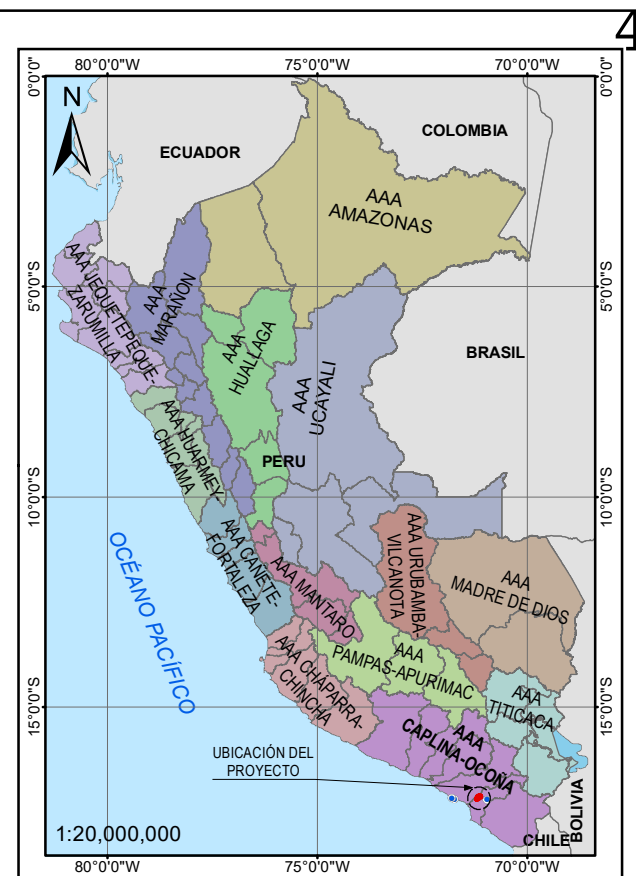 4
80°0'0"W
75°0'0"W
70°0'0"W
0°0'0"
0°0'0"
N
COLOMBIA
ECUADOR
AAA
AMAZONAS
5°0'0"S
5°0'0"S
AAA JEQUETEPEQUE-
ZARUMILLA
AAA
MARAÑON
AAA
HUALLAGA
AAA
UCAYALI
BRASIL
AAA HUARMEY-
CHICAMA
PERU
10°0'0"S
10°0'0"S
OCÉANO PACÍFICO
AAA CAÑETE-
FORTALEZA
AAA MANTARO
AAA URUBAMBA-
VILCANOTA
AAA
MADRE DE DIOS
AAA
PAMPAS-APURIMAC
AAA CHAPARRA-
CHINCHA
AAA
TITICACA
15°0'0"S
15°0'0"S
AAA
CAPLINA-OCOÑA
UBICACIÓN DEL
PROYECTO
BOLIVIA
CHILE
1:20,000,000
80°0'0"W
75°0'0"W
70°0'0"W